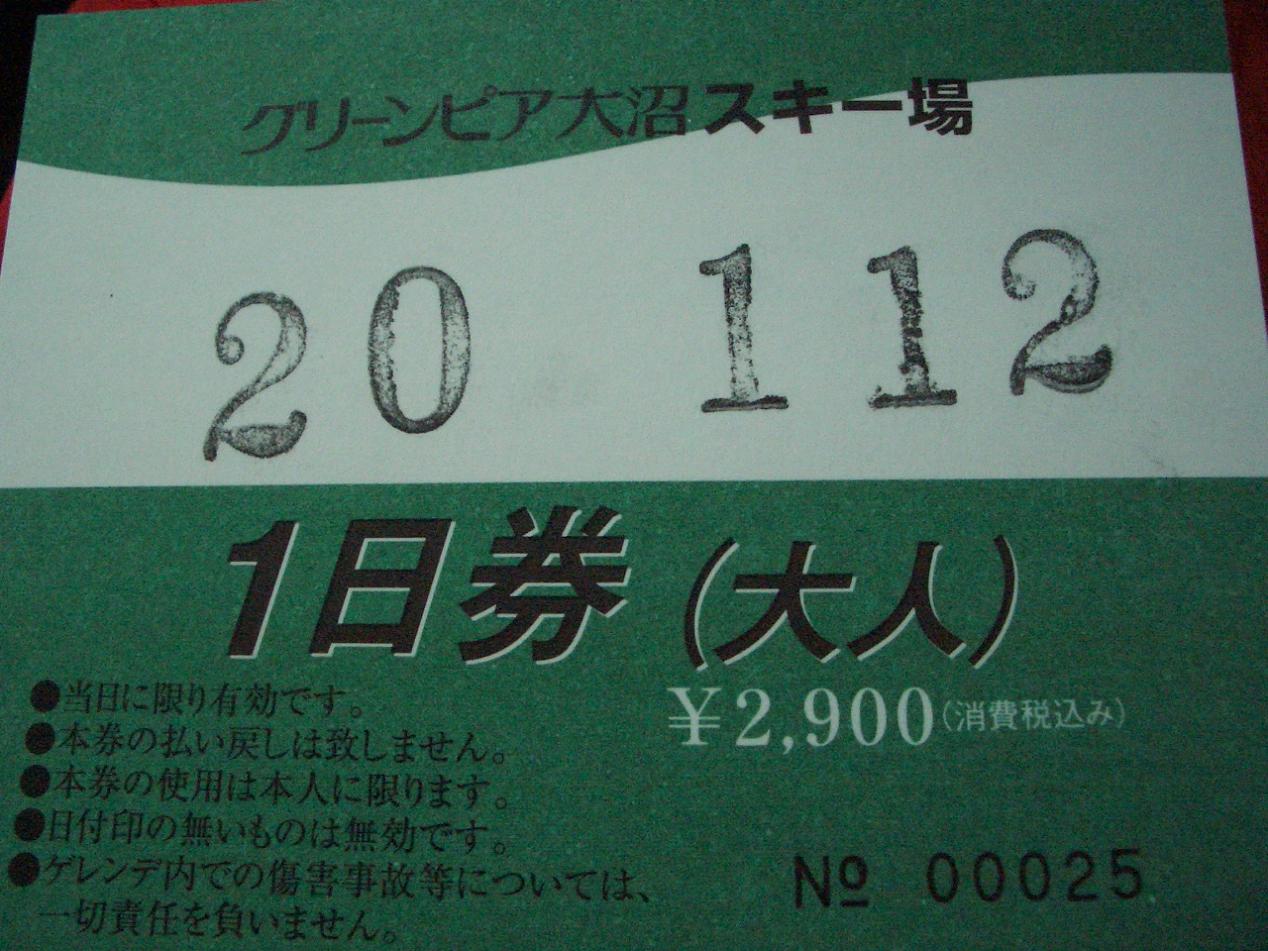 グリーンピア大沼スキー場
20 1 12
1日券(大人)
¥2,900(消費税込み)
●当日に限り有効です。
●本券の払い戻しは致しません。
●本券の使用は本人に限ります。
●日付印の無いものは無効です。
●ゲレンデ内での傷害事故等については、
一切責任を負いません。
№ 00025